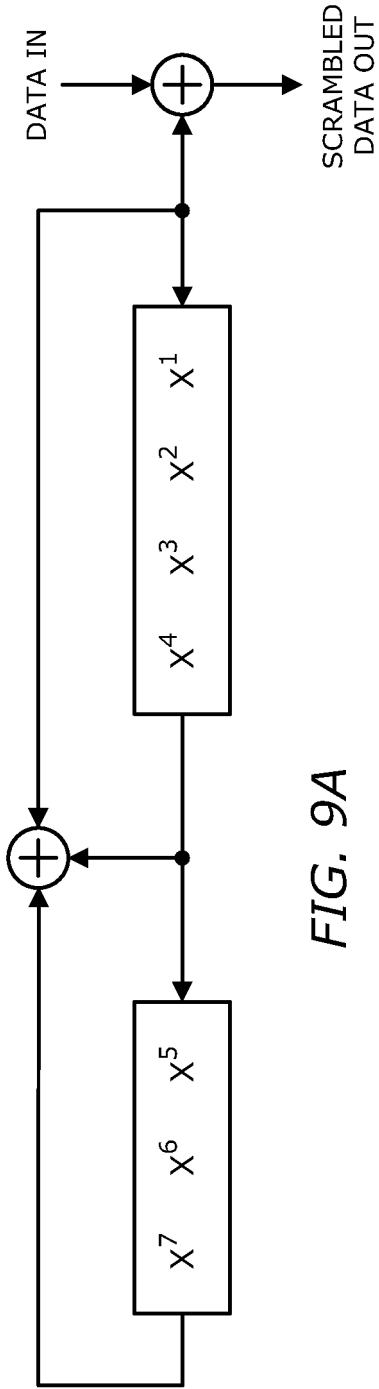 DATA IN
SCRAMBLED
DATA OUT
X⁷ X⁶ X⁵
X⁴ X³ X² X¹
FIG. 9A